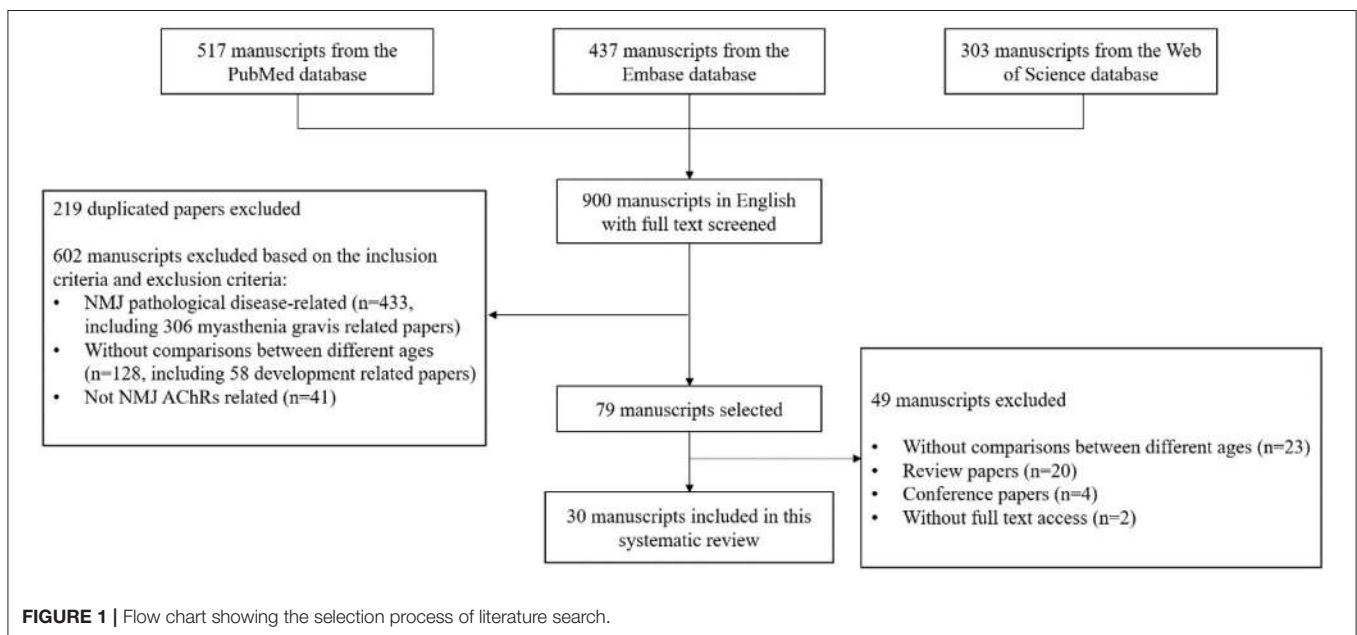 517 manuscripts from the
PubMed database
437 manuscripts from the
Embase database
303 manuscripts from the Web
of Science database
900 manuscripts in English
with full text screened
219 duplicated papers excluded
602 manuscripts excluded based on the inclusion
criteria and exclusion criteria:
• NMJ pathological disease-related (n=433,
including 306 myasthenia gravis related papers)
• Without comparisons between different ages
(n=128, including 58 development related papers)
• Not NMJ AChRs related (n=41)
79 manuscripts selected
49 manuscripts excluded
• Without comparisons between different ages (n=23)
• Review papers (n=20)
• Conference papers (n=4)
• Without full text access (n=2)
30 manuscripts included in this
systematic review
FIGURE 1 | Flow chart showing the selection process of literature search.